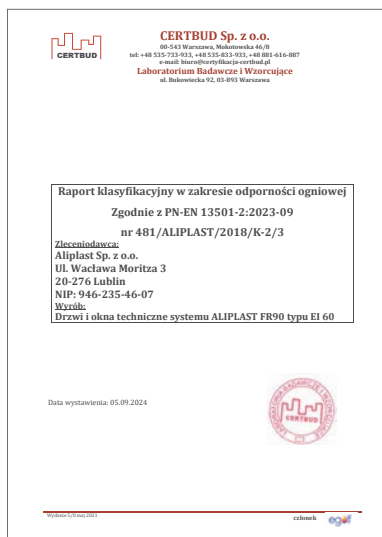 CERTBUD
CERTBUD Sp. z o.o.
00-543 Warszawa, Mokotowska 46/8
tel: +48 535-733-933, +48 535-833-933, +48 881-616-887
e-mail: biuro@certyfikacja-certbud.pl
Laboratorium Badawcze i Wzorcujące
ul. Bukowiecka 92, 03-893 Warszawa
Raport klasyfikacyjny w zakresie odporności ogniowej
Zgodnie z PN-EN 13501-2:2023-09
nr 481/ALIPLAST/2018/K-2/3
Zleceniodawca:
Aliplast Sp. z o.o.
Ul. Wacława Moritza 3
20-276 Lublin
NIP: 946-235-46-07
Wyrób:
Drzwi i okna techniczne systemu ALIPLAST FR90 typu EI 60
Data wystawienia: 05.09.2024
CERTBUD
Wydanie 5/0 maj 2021
członek
egolf